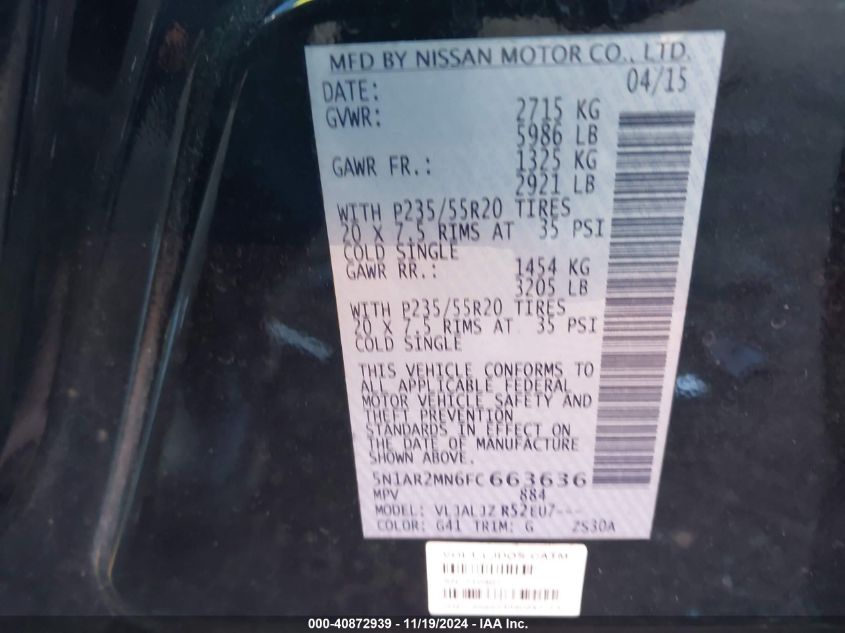 MFD BY NISSAN MOTOR CO., LTD.
DATE: 04/15
GVWR: 2715 KG
5986 LB
GAWR FR.: 1325 KG
2921 LB
WITH P235/55R20 TIRES
20 X 7.5 RIMS AT 35 PSI
COLD SINGLE
GAWR RR.: 1454 KG
3205 LB
WITH P235/55R20 TIRES
20 X 7.5 RIMS AT 35 PSI
COLD SINGLE
THIS VEHICLE CONFORMS TO
ALL APPLICABLE FEDERAL
MOTOR VEHICLE SAFETY AND
THEFT PREVENTION
STANDARDS IN EFFECT ON
THE DATE OF MANUFACTURE
SHOWN ABOVE.
5N1AR2MN6FC663636
MPV 884
MODEL: VLJALJZ R52EU7---
COLOR: G41 TRIM: G ZS30A
000-40872939 - 11/19/2024 - IAA Inc.